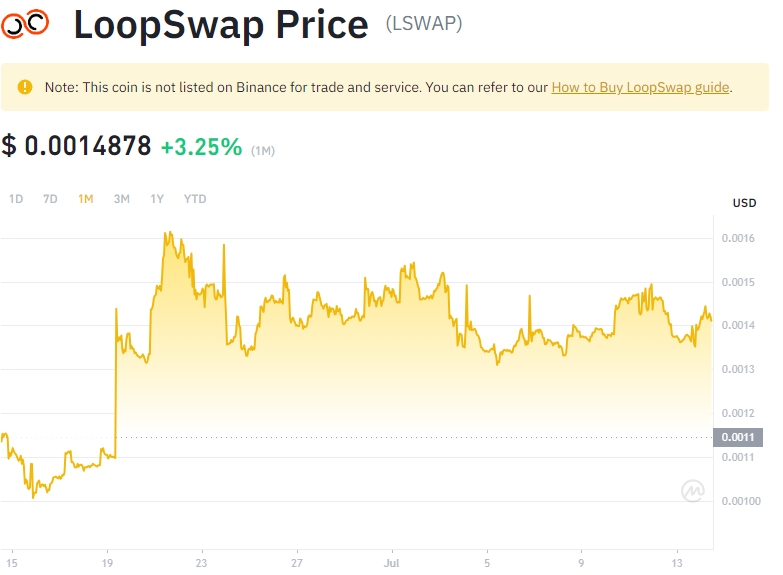 LoopSwap Price (LSWAP)
Note: This coin is not listed on Binance for trade and service. You can refer to our How to Buy LoopSwap guide.
$ 0.0014878 +3.25% (1M)
1D 7D 1M 3M 1Y YTD
USD
0.0016
0.0015
0.0014
0.0013
0.0012
0.0011
0.0011
0.00100
15 19 23 27 Jul 5 9 13